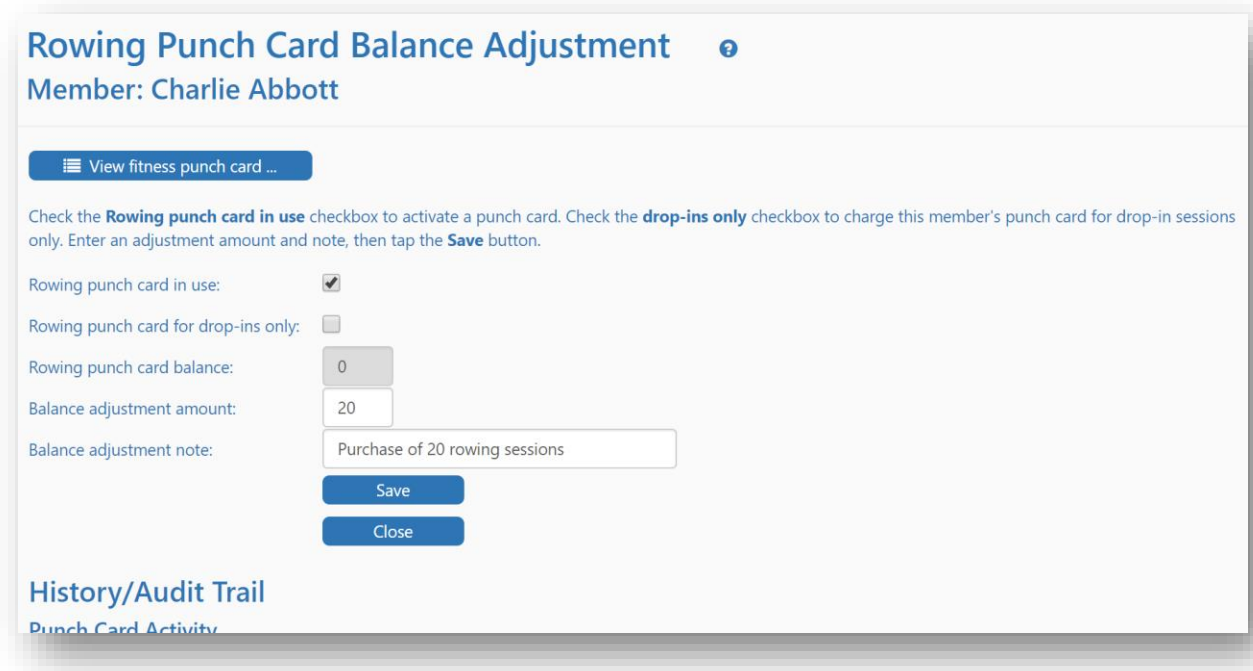 Rowing Punch Card Balance Adjustment
Member: Charlie Abbott
View fitness punch card ...
Check the Rowing punch card in use checkbox to activate a punch card. Check the drop-ins only checkbox to charge this member's punch card for drop-in sessions
only. Enter an adjustment amount and note, then tap the Save button.
Rowing punch card in use:
Rowing punch card for drop-ins only:
Rowing punch card balance: 0
Balance adjustment amount: 20
Balance adjustment note: Purchase of 20 rowing sessions
Save
Close
History/Audit Trail
Punch Card Activity